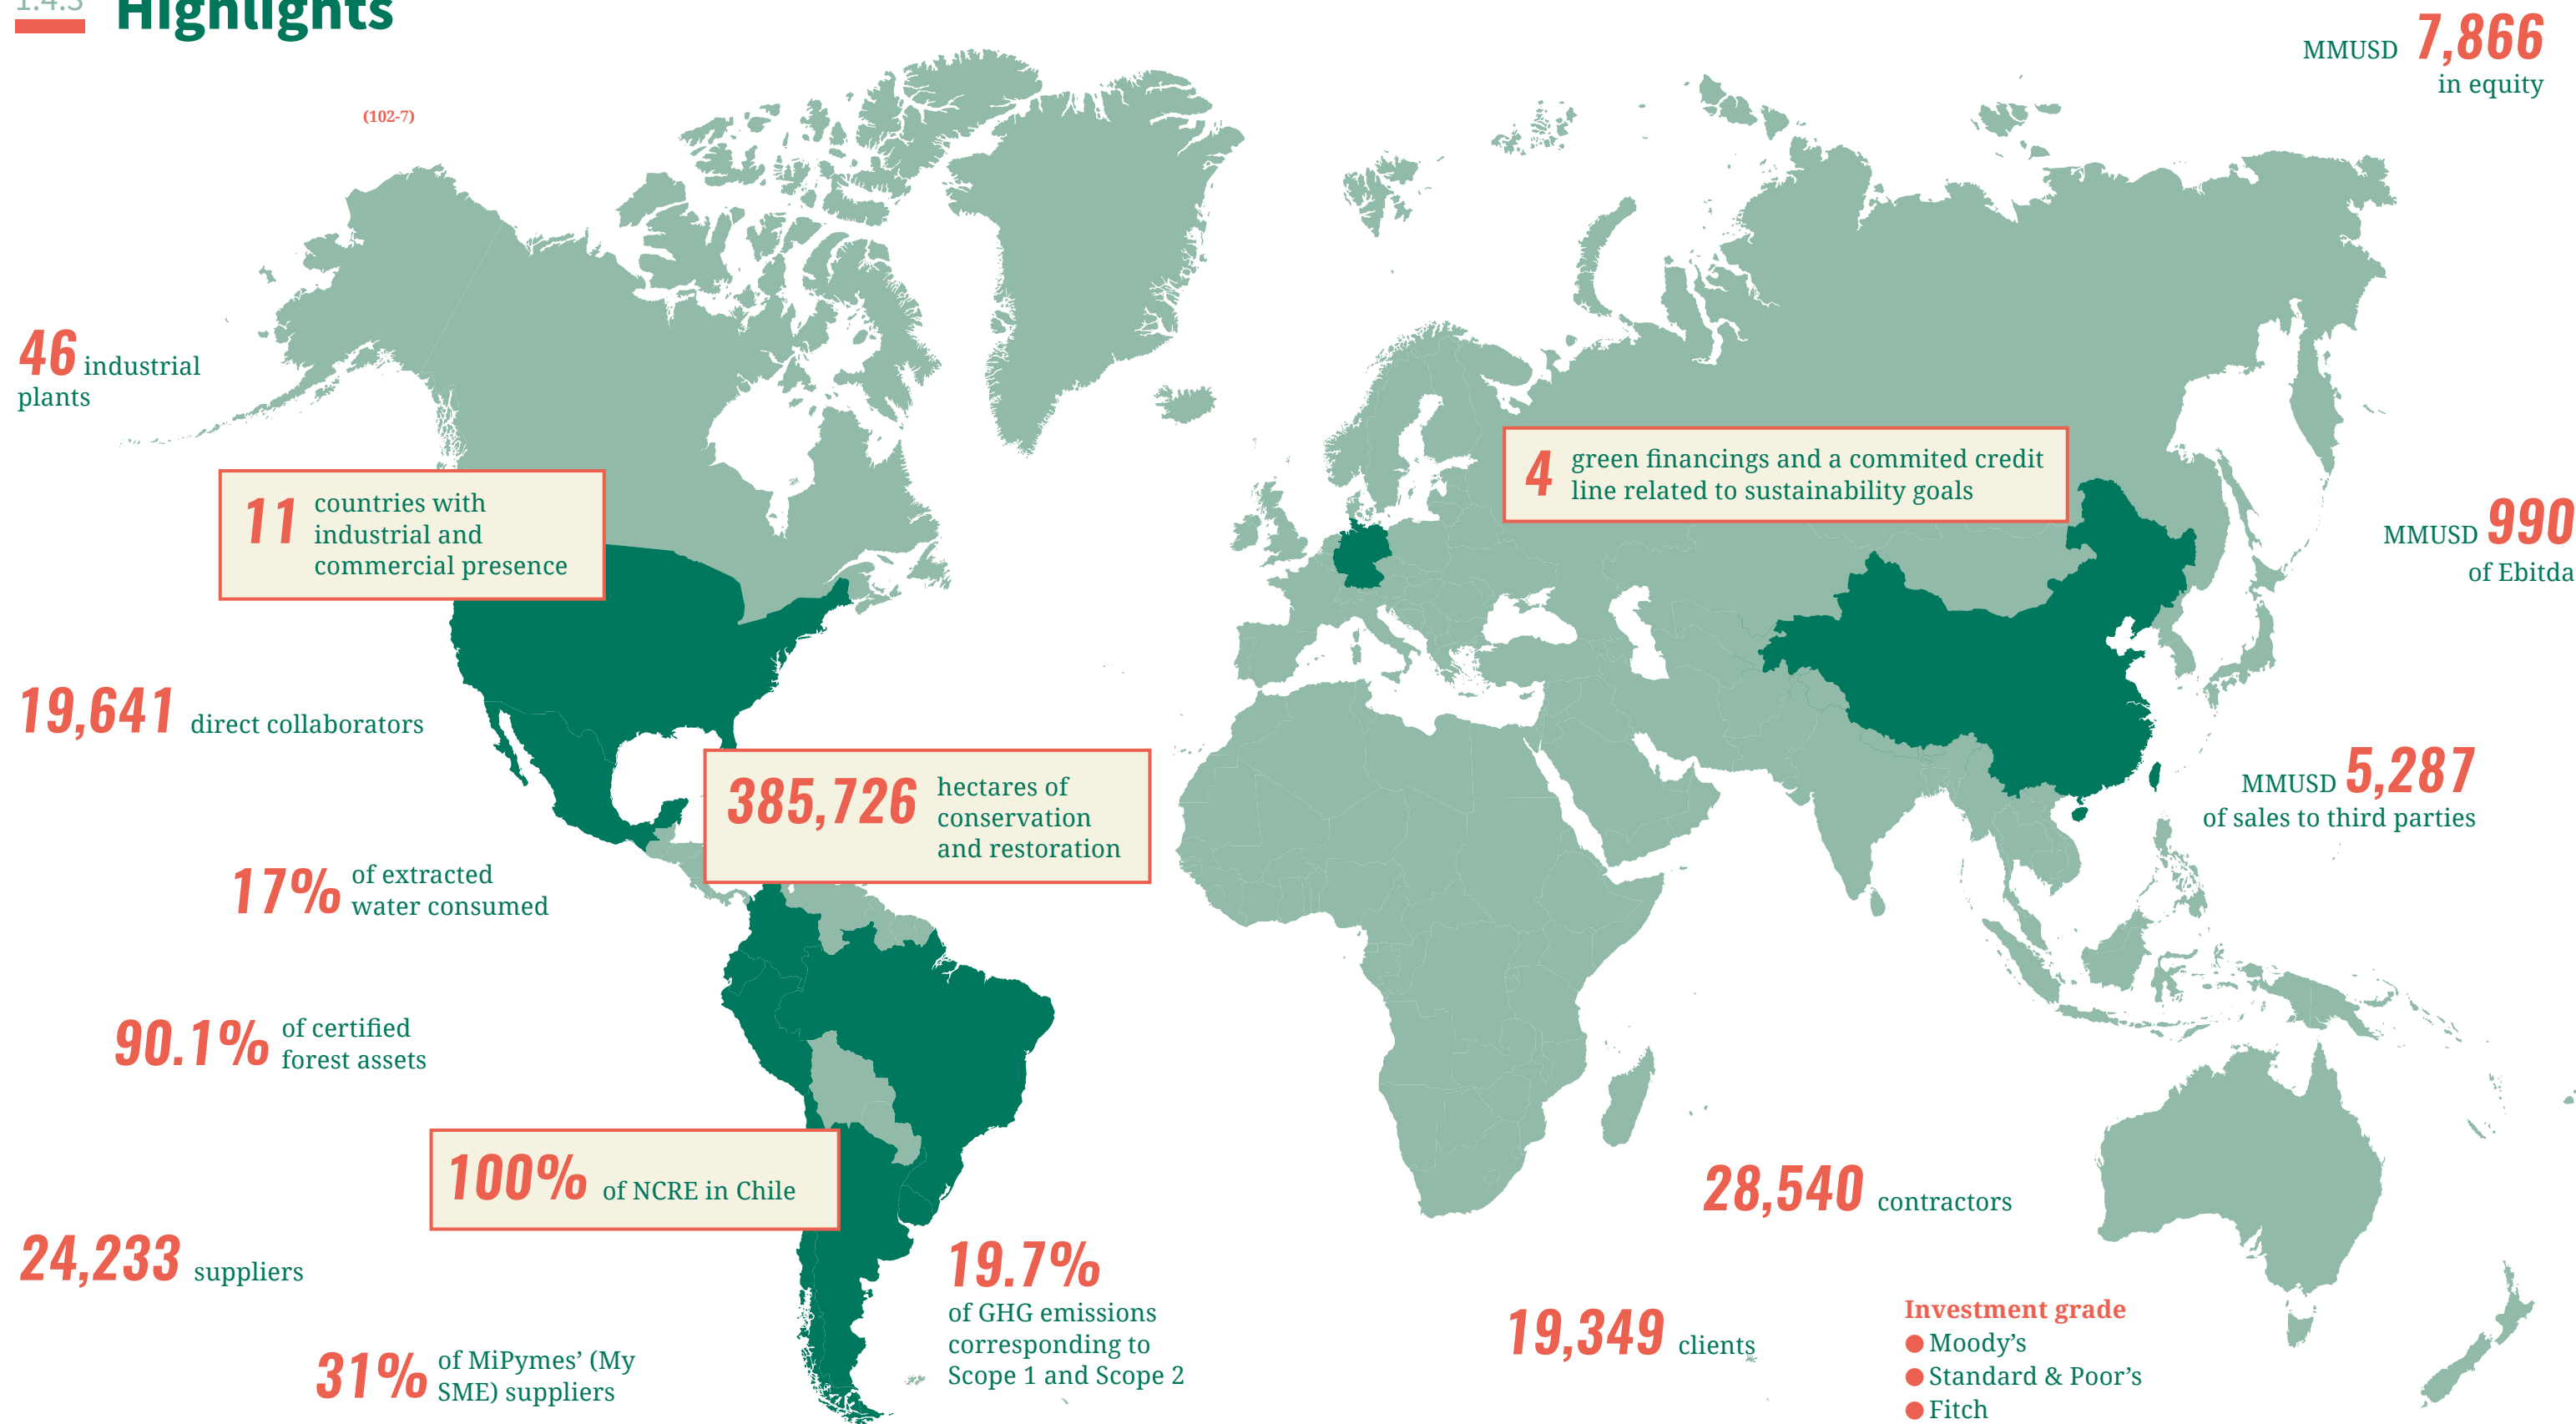 1.4.3 Highlights
MMUSD 7,866
in equity
(102-7)
46 industrial
plants
11 countries with
industrial and
commercial presence
4 green financings and a commited credit
line related to sustainability goals
MMUSD 990
of Ebitda
19,641 direct collaborators
385,726 hectares of
conservation
and restoration
MMUSD 5,287
of sales to third parties
17% of extracted
water consumed
90.1% of certified
forest assets
100% of NCRE in Chile
28,540 contractors
24,233 suppliers
19.7%
of GHG emissions
corresponding to
Scope 1 and Scope 2
31% of MiPymes’ (My
SME) suppliers
19,349 clients
Investment grade
Moody’s
Standard & Poor’s
Fitch